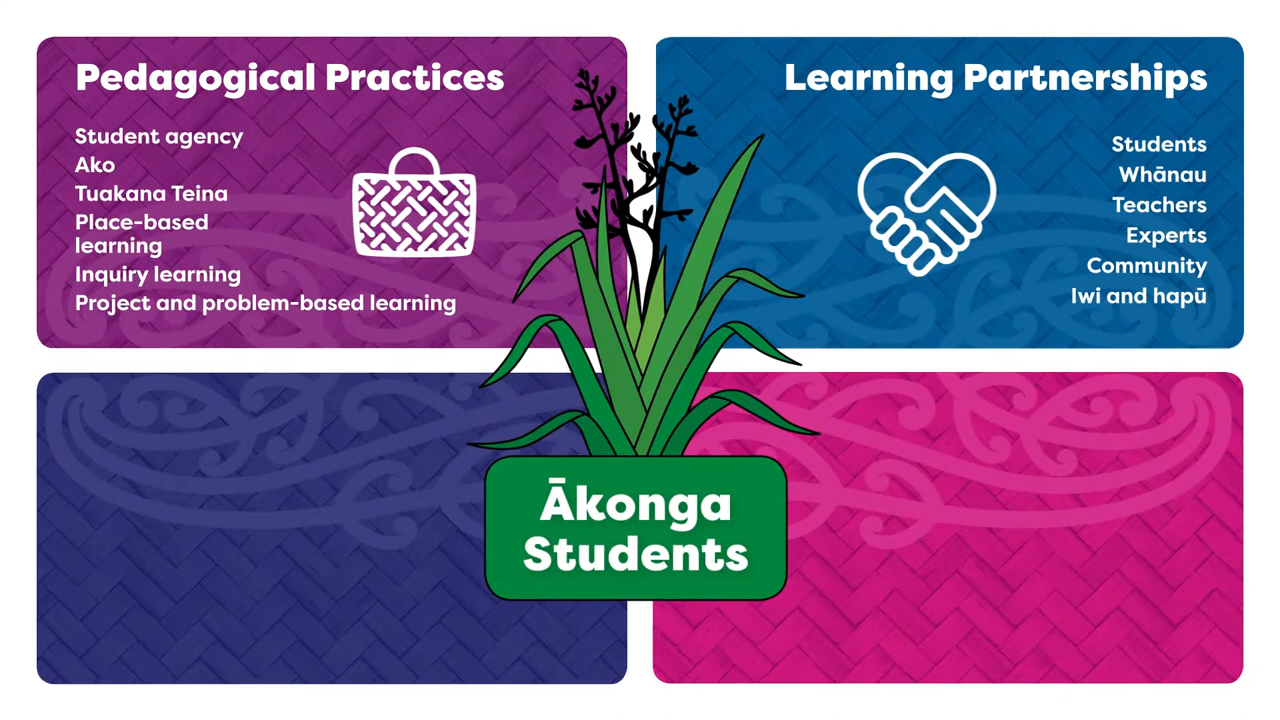 Pedagogical Practices
Student agency
Ako
Tuakana Teina
Place-based
learning
Inquiry learning
Project and problem-based learning
Learning Partnerships
Students
Whānau
Teachers
Experts
Community
Iwi and hapū
Ākonga
Students